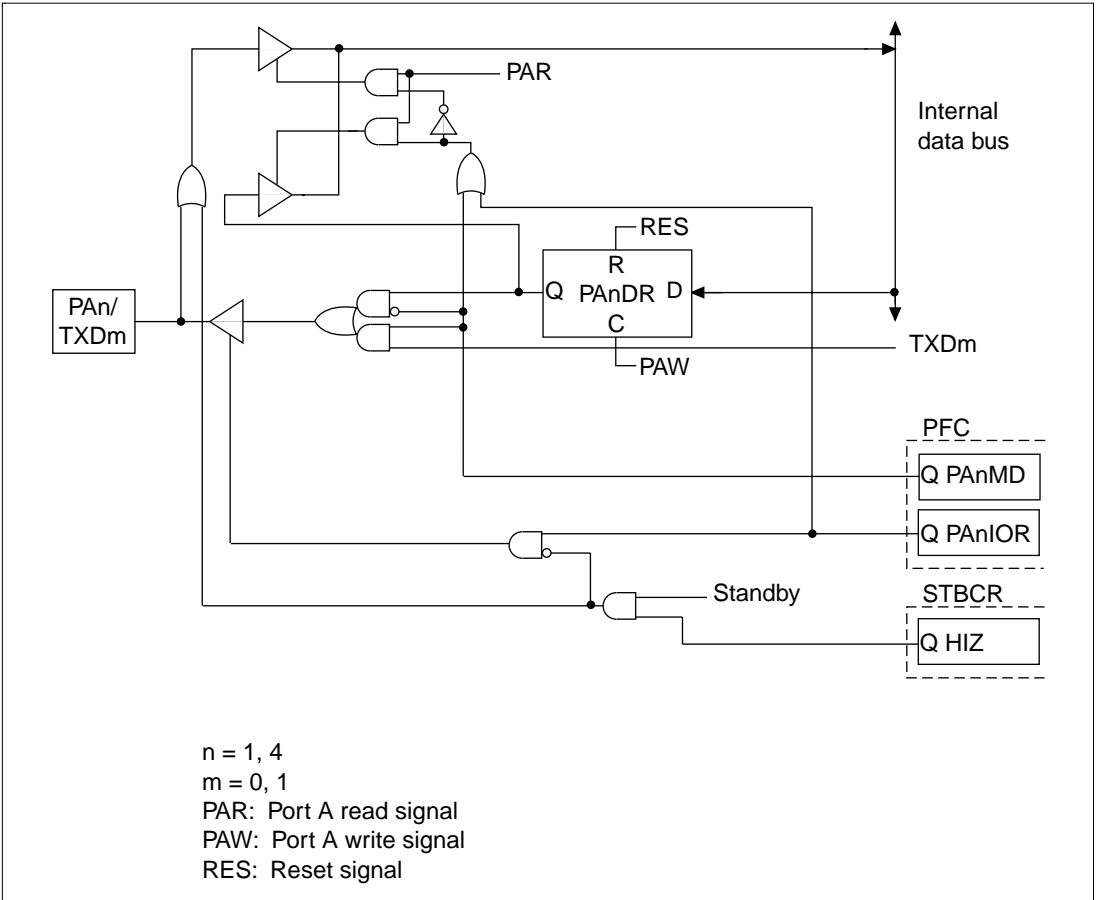 PAR
Internal
data bus
RES
R
Q PAnDR D
C
PAn/
TXDm
TXDm
PAW
PFC
Q PAnMD
Q PAnIOR
Standby
STBCR
Q HIZ
n = 1, 4
m = 0, 1
PAR: Port A read signal
PAW: Port A write signal
RES: Reset signal